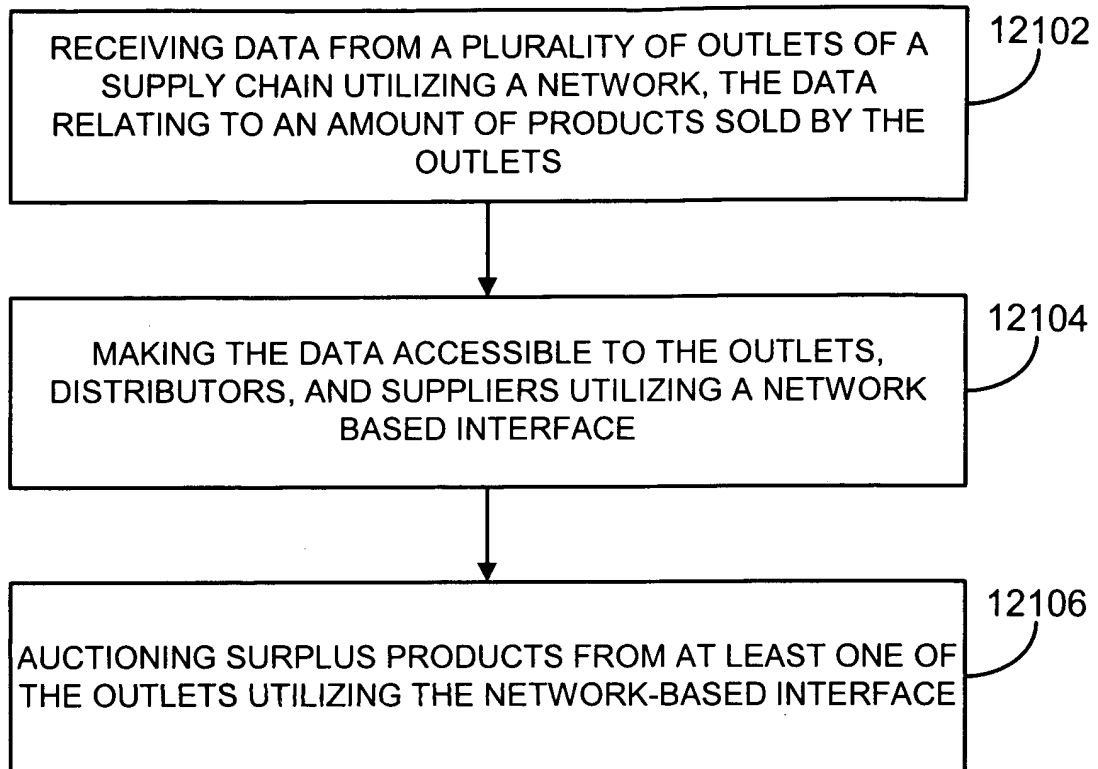 RECEIVING DATA FROM A PLURALITY OF OUTLETS OF A
SUPPLY CHAIN UTILIZING A NETWORK, THE DATA
RELATING TO AN AMOUNT OF PRODUCTS SOLD BY THE
OUTLETS
12102
MAKING THE DATA ACCESSIBLE TO THE OUTLETS,
DISTRIBUTORS, AND SUPPLIERS UTILIZING A NETWORK
BASED INTERFACE
12104
AUCTIONING SURPLUS PRODUCTS FROM AT LEAST ONE OF
THE OUTLETS UTILIZING THE NETWORK-BASED INTERFACE
12106